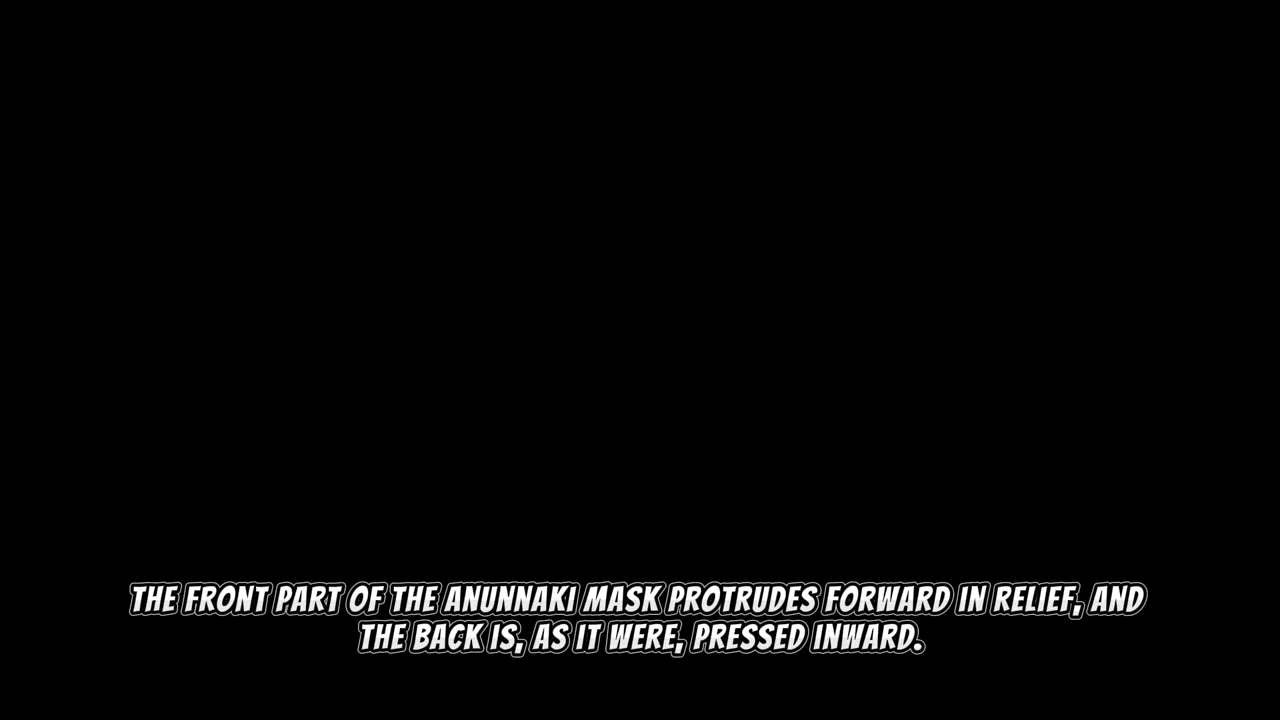 THE FRONT PART OF THE ANUNNAKI MASK PROTRUDES FORWARD IN RELIEF, AND
THE BACK IS, AS IT WERE, PRESSED INWARD.